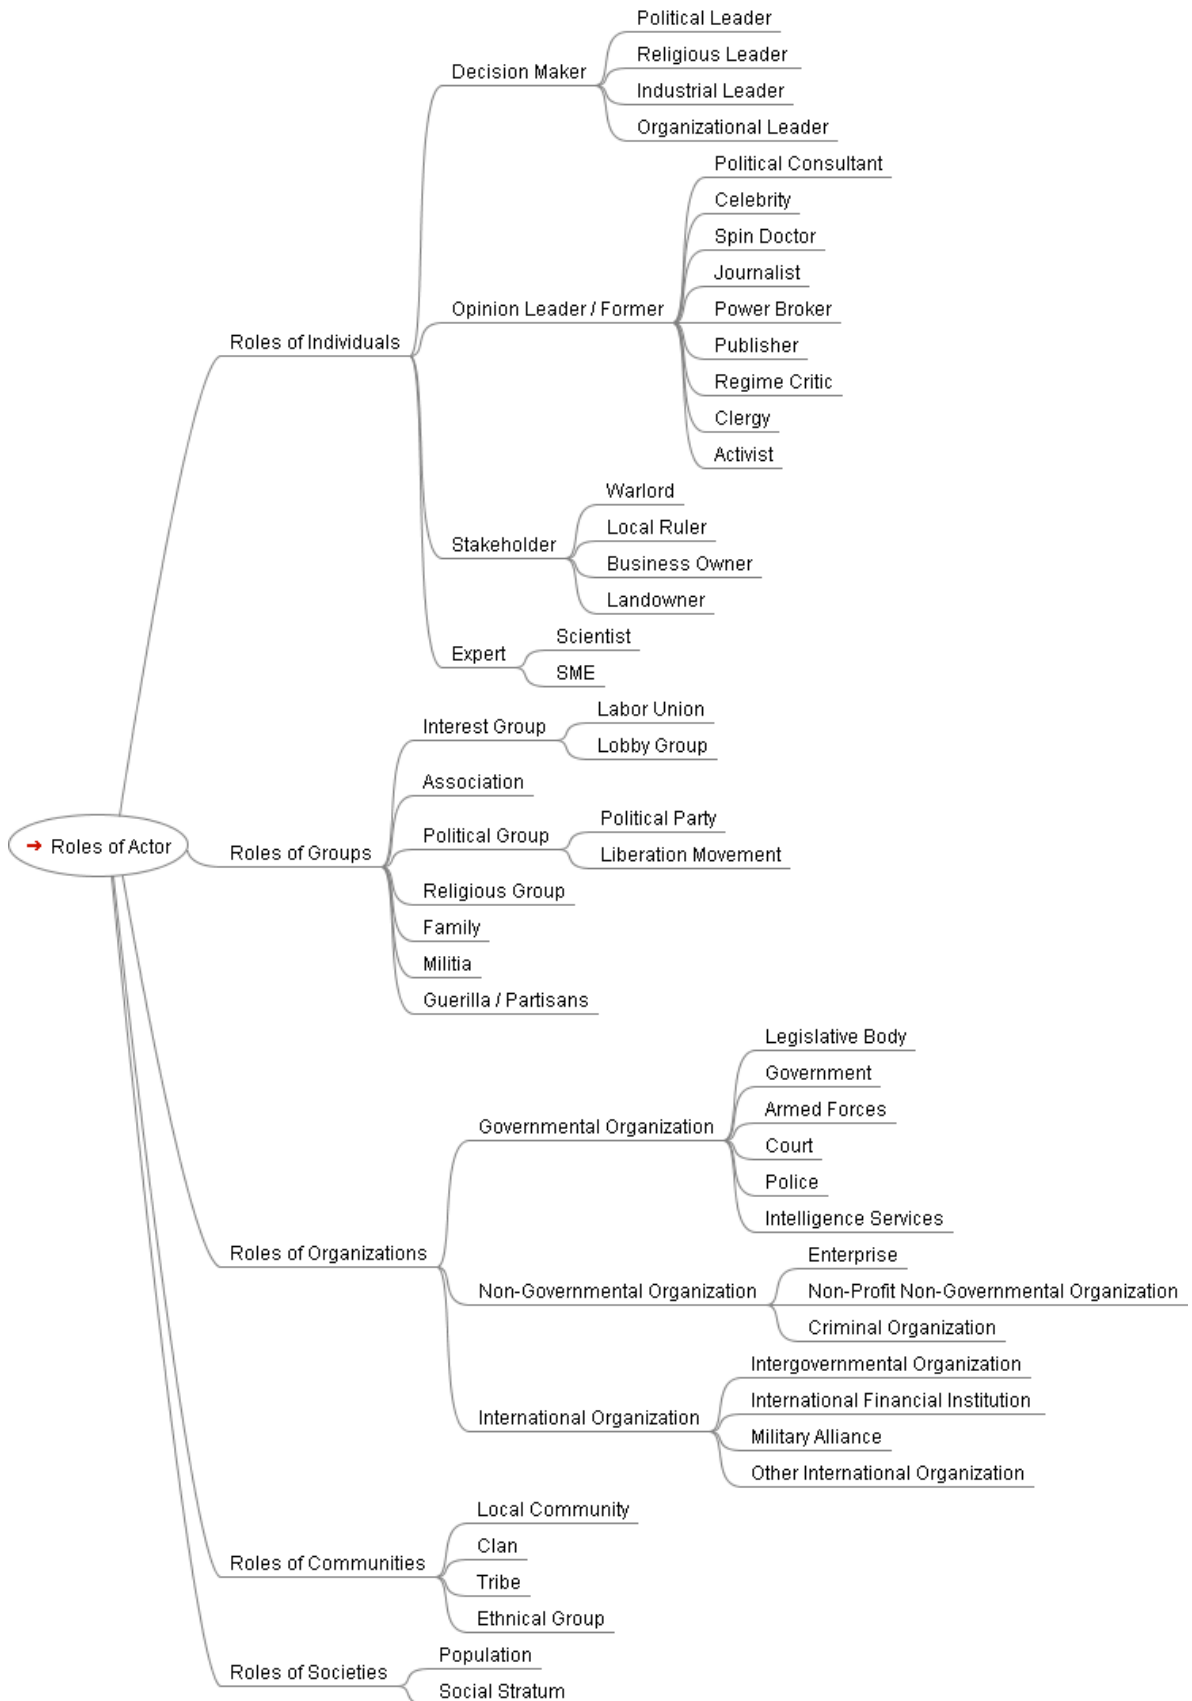 Political Leader
Religious Leader
Decision Maker
Industrial Leader
Organizational Leader
Political Consultant
Celebrity
Spin Doctor
Journalist
Opinion Leader / Former
Power Broker
Roles of Individuals
Publisher
Regime Critic
Clergy
Activist
Warlord
Local Ruler
Stakeholder
Business Owner
Landowner
Scientist
Expert
SME
Labor Union
Interest Group
Lobby Group
Association
Political Party
Political Group
Roles of Actor
Roles of Groups
Liberation Movement
Religious Group
Family
Militia
Guerilla / Partisans
Legislative Body
Government
Armed Forces
Governmental Organization
Court
Police
Intelligence Services
Roles of Organizations
Enterprise
Non-Governmental Organization
Non-Profit Non-Governmental Organization
Criminal Organization
Intergovernmental Organization
International Financial Institution
International Organization
Military Alliance
Other International Organization
Local Community
Clan
Roles of Communities
Tribe
Ethnical Group
Population
Roles of Societies
Social Stratum